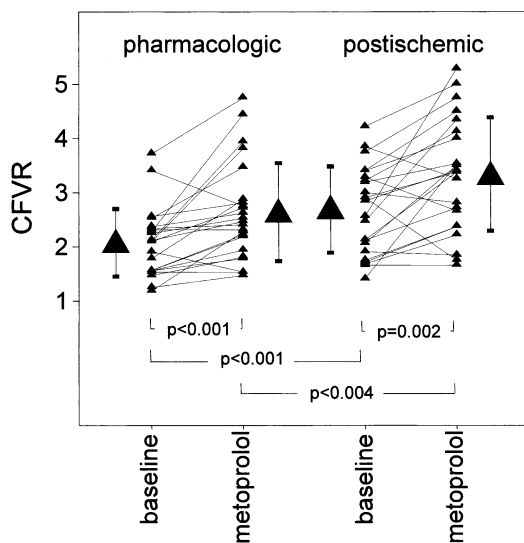 pharmacologic
postischemic
CFVR
5
4
3
2
1
p<0.001
p=0.002
p<0.001
p<0.004
baseline
metoprolol
baseline
metoprolol